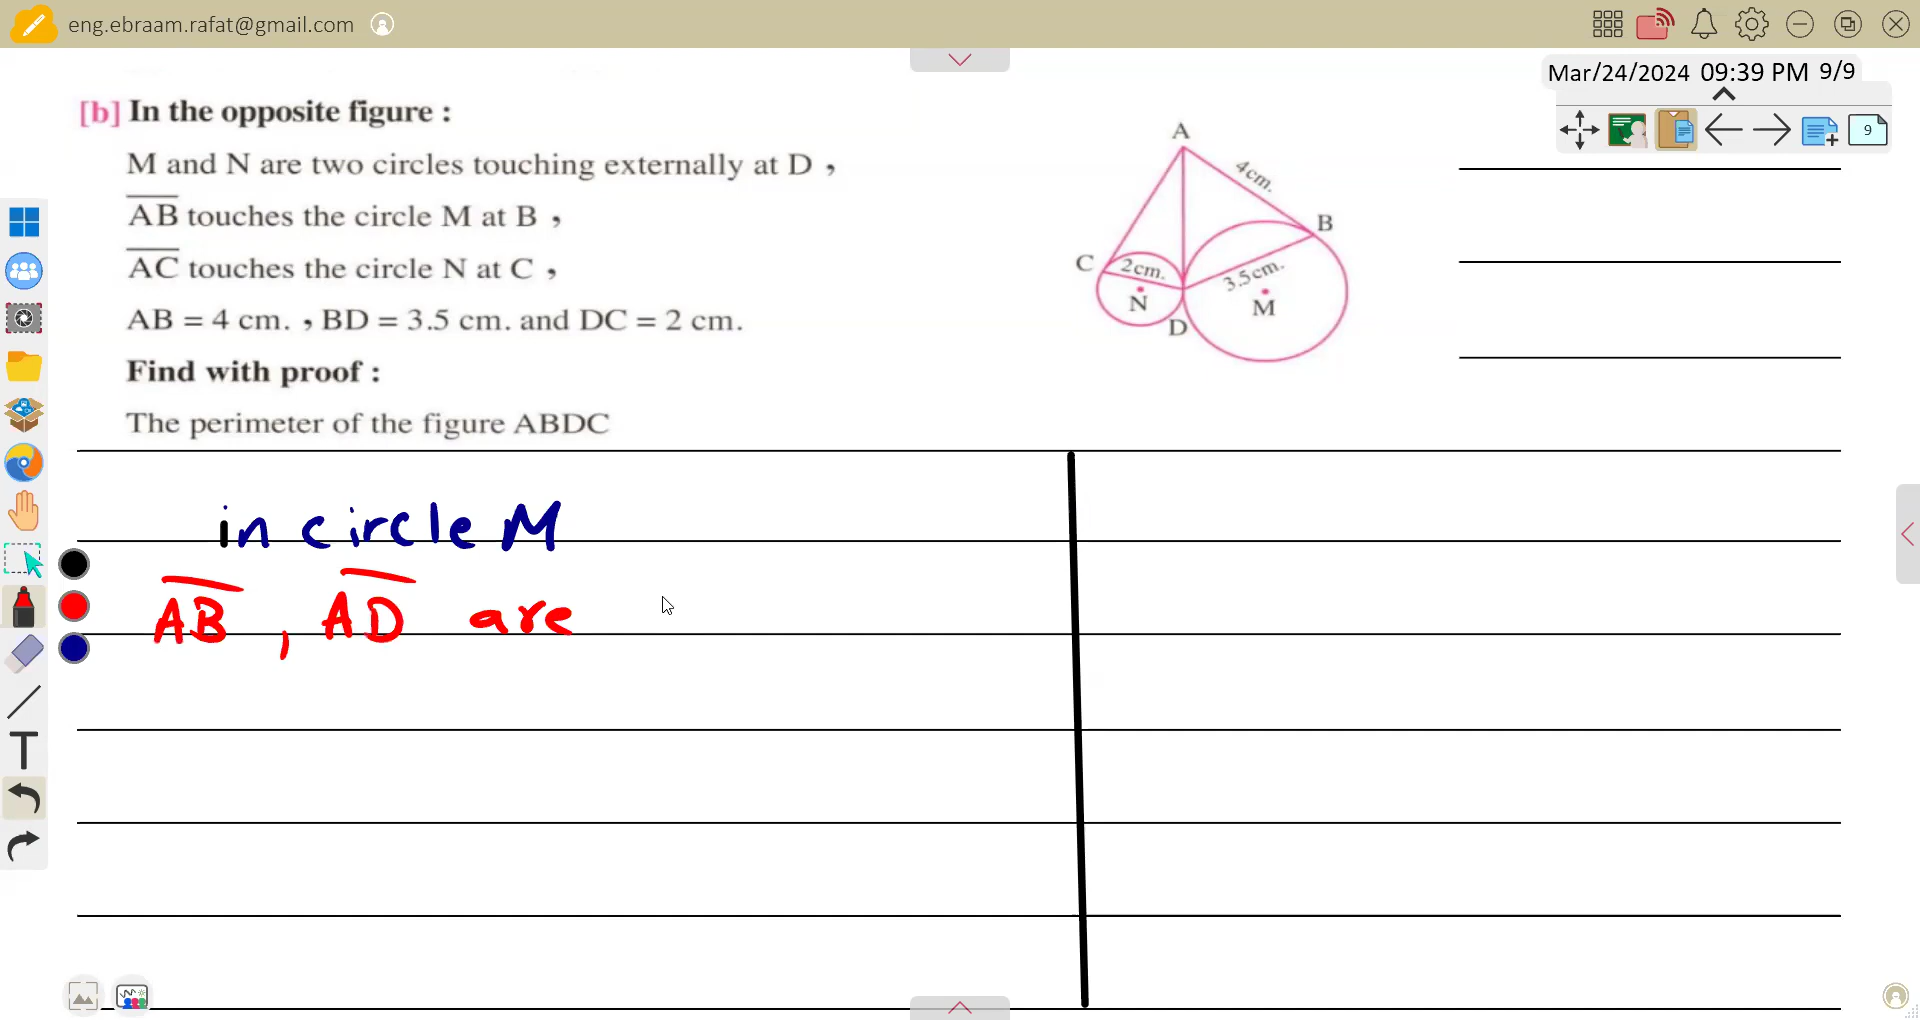 eng.ebraam.rafat@gmail.com
Mar/24/2024 09:39 PM 9/9
9
[b] In the opposite figure :
M and N are two circles touching externally at D ,
AB touches the circle M at B ,
AC touches the circle N at C ,
AB = 4 cm. , BD = 3.5 cm. and DC = 2 cm.
Find with proof :
The perimeter of the figure ABDC
A
4cm.
B
C
2cm.
3.5cm.
N
M
D
in circle M
AB , AD are
T